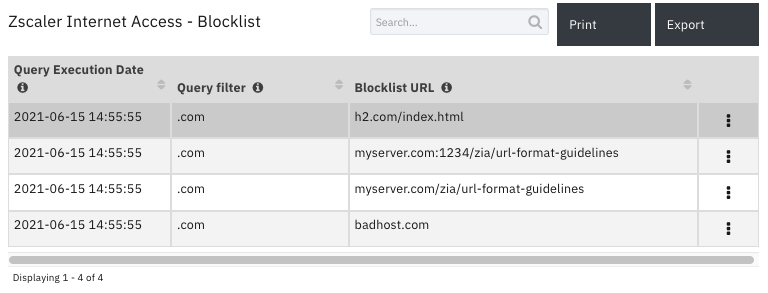 Zscaler Internet Access - Blocklist
Search...
Print
Export
Query Execution Date
Query filter
Blocklist URL
2021-06-15 14:55:55 .com h2.com/index.html
2021-06-15 14:55:55 .com myserver.com:1234/zia/url-format-guidelines
2021-06-15 14:55:55 .com myserver.com/zia/url-format-guidelines
2021-06-15 14:55:55 .com badhost.com
Displaying 1 - 4 of 4